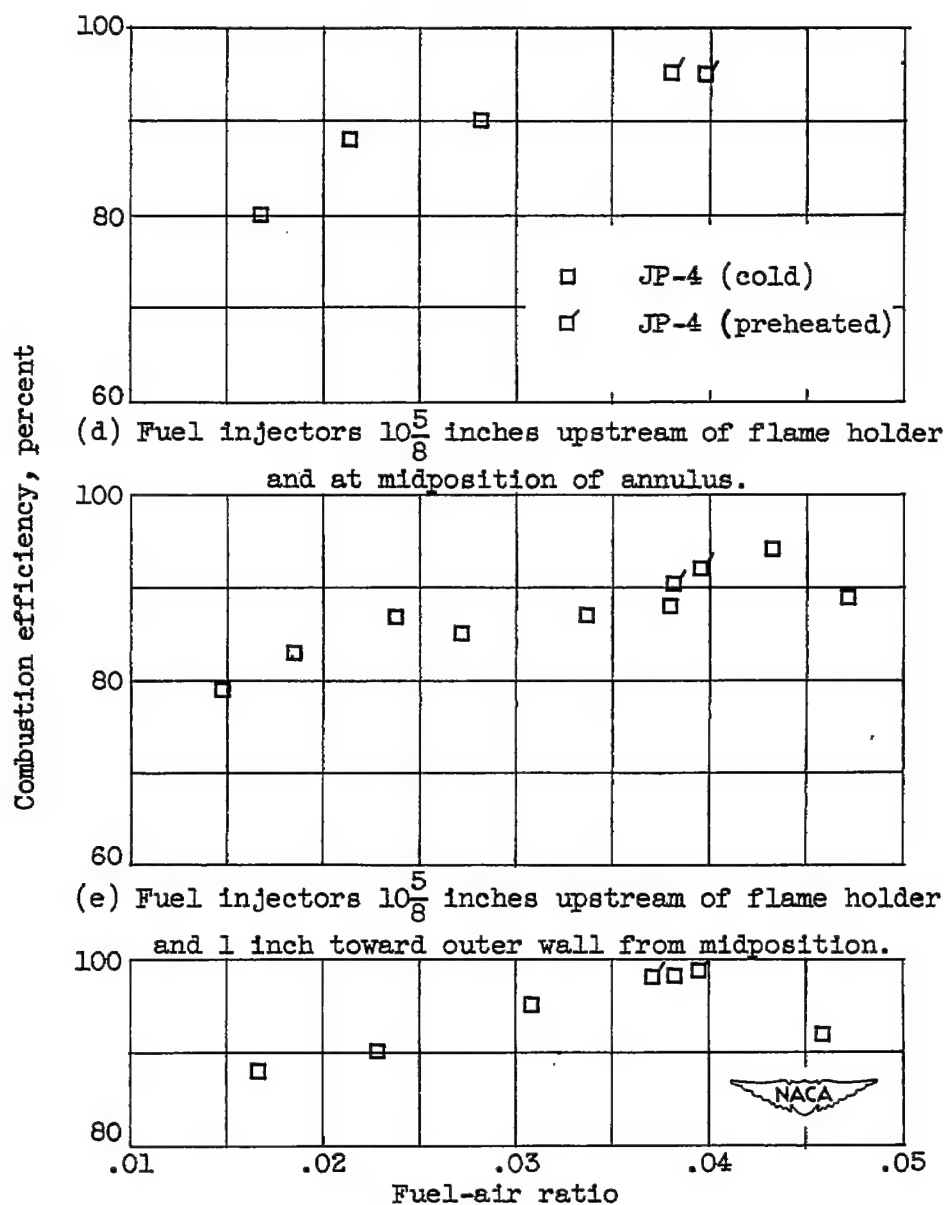 100
80
□ JP-4 (cold)
□ JP-4 (preheated)
60
(d) Fuel injectors 10 5/8 inches upstream of flame holder
and at midposition of annulus.
Combustion efficiency, percent
100
80
60
(e) Fuel injectors 10 5/8 inches upstream of flame holder
and 1 inch toward outer wall from midposition.
100
NACA
80
.01 .02 .03 .04 .05
Fuel-air ratio